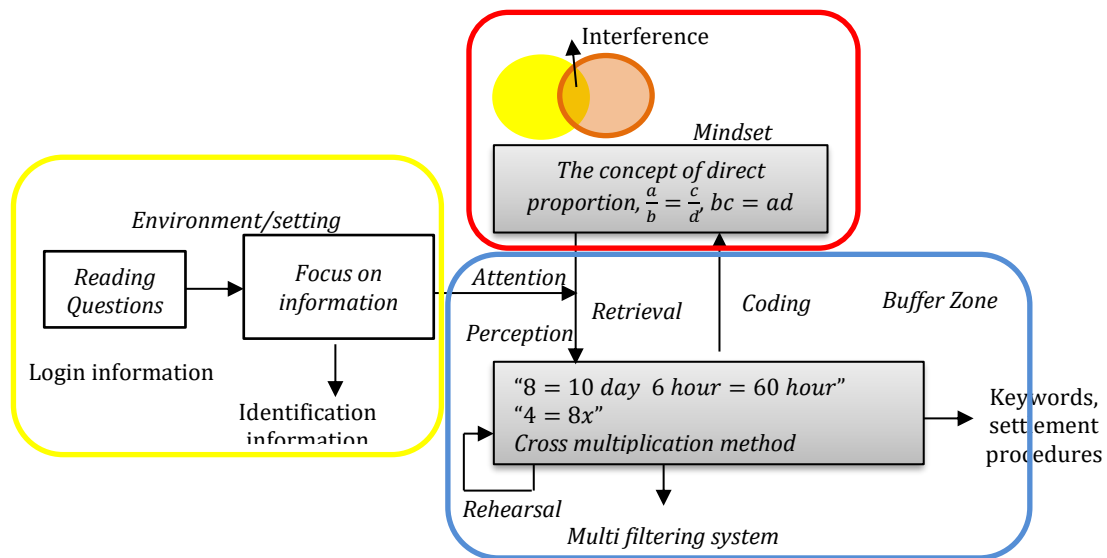 Interference
Mindset
The concept of direct
proportion, a/b = c/d, bc = ad
Environment/setting
Reading
Questions
Focus on
information
Login information
Identification
information
Attention
Perception
Retrieval
Coding
Buffer Zone
“8 = 10 day 6 hour = 60 hour”
“4 = 8x”
Cross multiplication method
Rehearsal
Multi filtering system
Keywords,
settlement
procedures